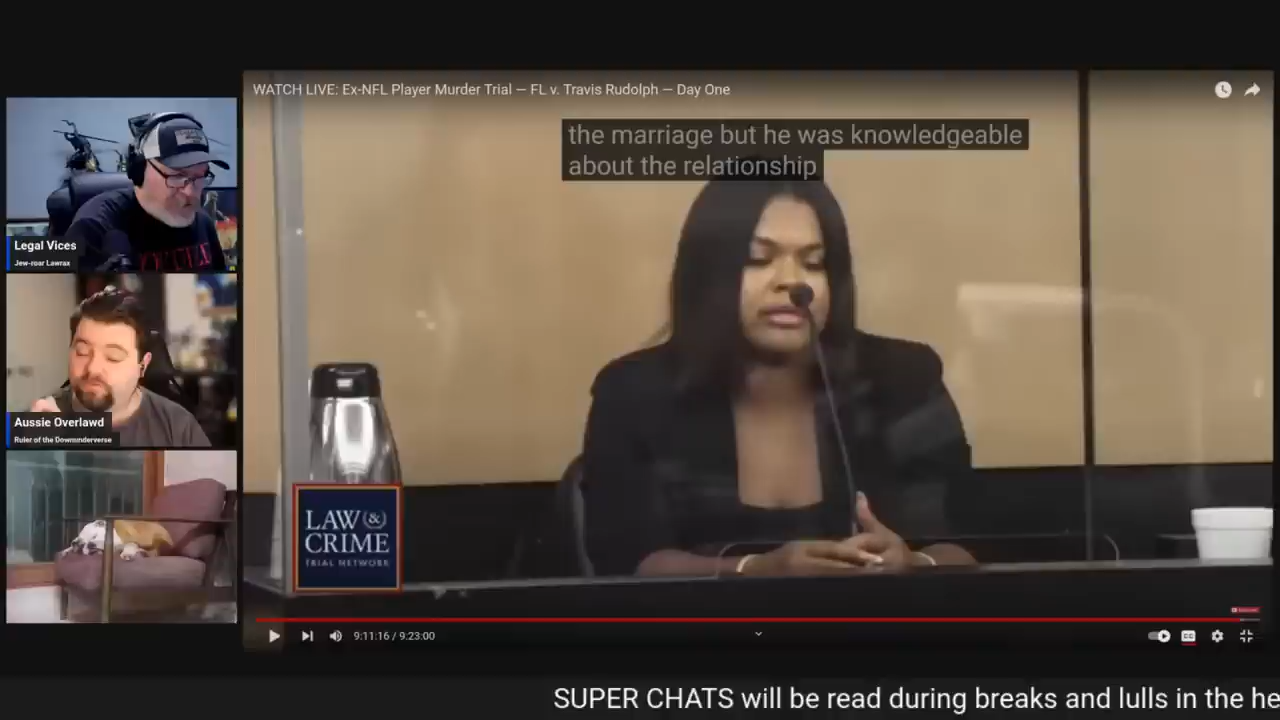 WATCH LIVE: Ex-NFL Player Murder Trial — FL v. Travis Rudolph — Day One
the marriage but he was knowledgeable
about the relationship
Legal Vices
Jew-roar Lawrax
Aussie Overlawd
Ruler of the Downunderverse
LAW &
CRIME
TRIAL NETWORK
9:11:16 / 9:23:00
CC
SUPER CHATS will be read during breaks and lulls in the he